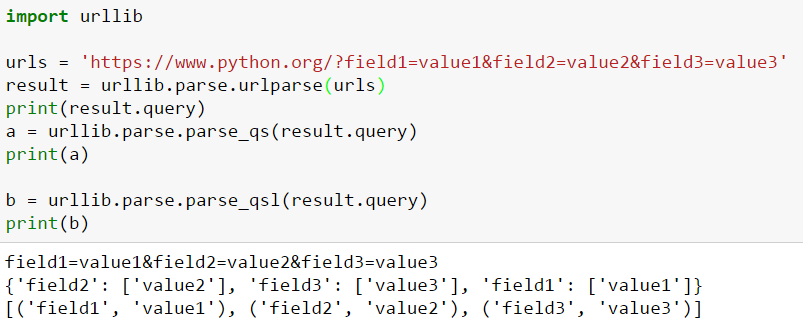 import urllib
urls = 'https://www.python.org/?field1=value1&field2=value2&field3=value3'
result = urllib.parse.urlparse(urls)
print(result.query)
a = urllib.parse.parse_qs(result.query)
print(a)
b = urllib.parse.parse_qsl(result.query)
print(b)
field1=value1&field2=value2&field3=value3
{'field2': ['value2'], 'field3': ['value3'], 'field1': ['value1']}
[('field1', 'value1'), ('field2', 'value2'), ('field3', 'value3')]